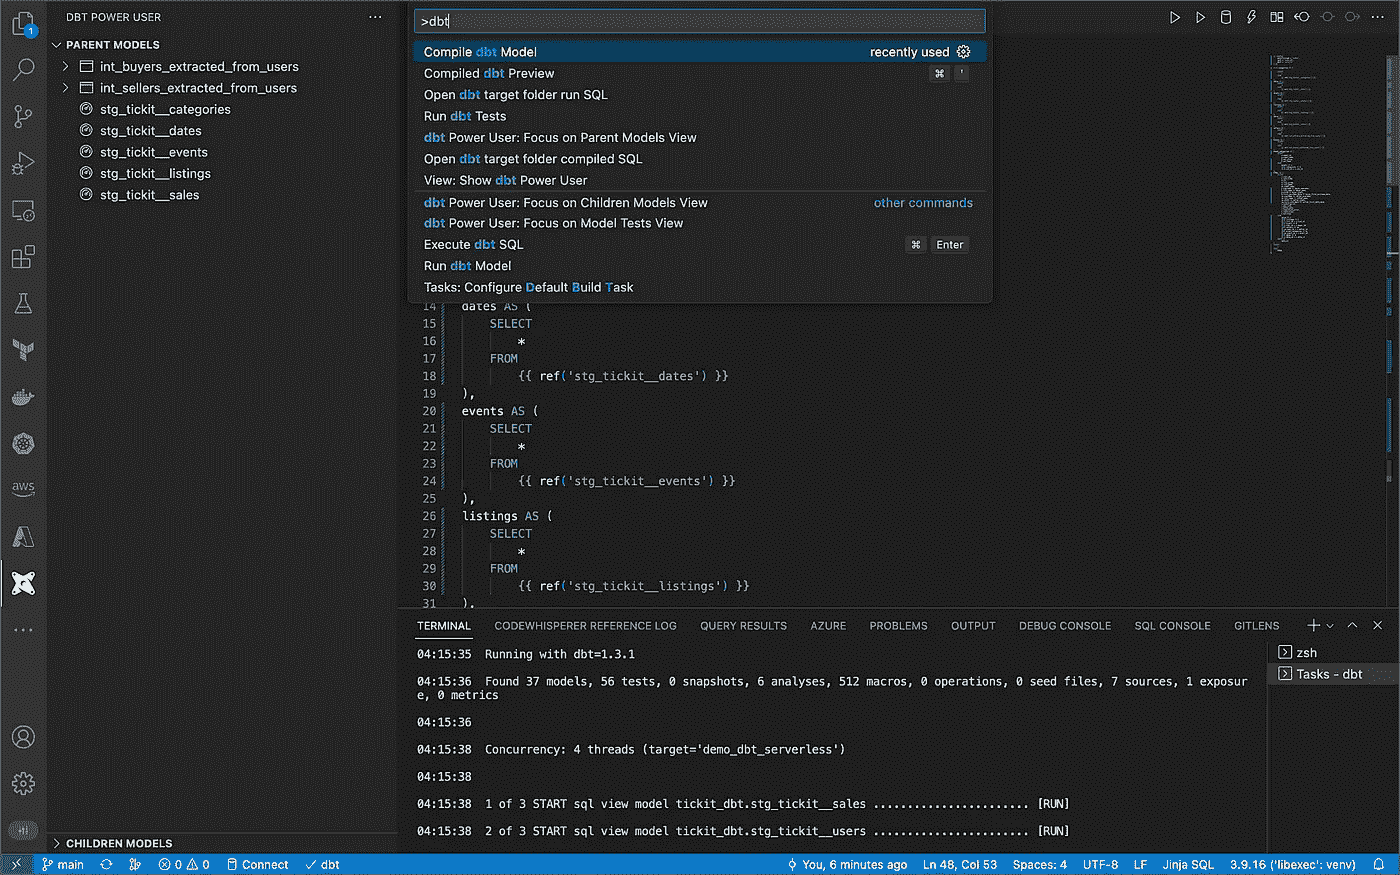 DBT POWER USER
PARENT MODELS
int_buyers_extracted_from_users
int_sellers_extracted_from_users
stg_tickit__categories
stg_tickit__dates
stg_tickit__events
stg_tickit__listings
stg_tickit__sales
CHILDREN MODELS
1
aws
>dbt
Compile dbt Model recently used
Compiled dbt Preview ⌘ '
Open dbt target folder run SQL
Run dbt Tests
dbt Power User: Focus on Parent Models View
Open dbt target folder compiled SQL
View: Show dbt Power User
dbt Power User: Focus on Children Models View other commands
dbt Power User: Focus on Model Tests View
Execute dbt SQL ⌘ Enter
Run dbt Model
Tasks: Configure Default Build Task
14 dates AS (
15 SELECT
16 *
17 FROM
18 {{ ref('stg_tickit__dates') }}
19 ),
20 events AS (
21 SELECT
22 *
23 FROM
24 {{ ref('stg_tickit__events') }}
25 ),
26 listings AS (
27 SELECT
28 *
29 FROM
30 {{ ref('stg_tickit__listings') }}
31 ),
TERMINAL CODEWHISPERER REFERENCE LOG QUERY RESULTS AZURE PROBLEMS OUTPUT DEBUG CONSOLE SQL CONSOLE GITLENS
04:15:35 Running with dbt=1.3.1
04:15:36 Found 37 models, 56 tests, 0 snapshots, 6 analyses, 512 macros, 0 operations, 0 seed files, 7 sources, 1 exposur
e, 0 metrics
04:15:36
04:15:38 Concurrency: 4 threads (target='demo_dbt_serverless')
04:15:38
04:15:38 1 of 3 START sql view model tickit_dbt.stg_tickit__sales ....................... [RUN]
04:15:38 2 of 3 START sql view model tickit_dbt.stg_tickit__users ....................... [RUN]
zsh
Tasks - dbt
main 0 0 Connect dbt You, 6 minutes ago Ln 48, Col 53 Spaces: 4 UTF-8 LF Jinja SQL 3.9.16 ('libexec': venv)